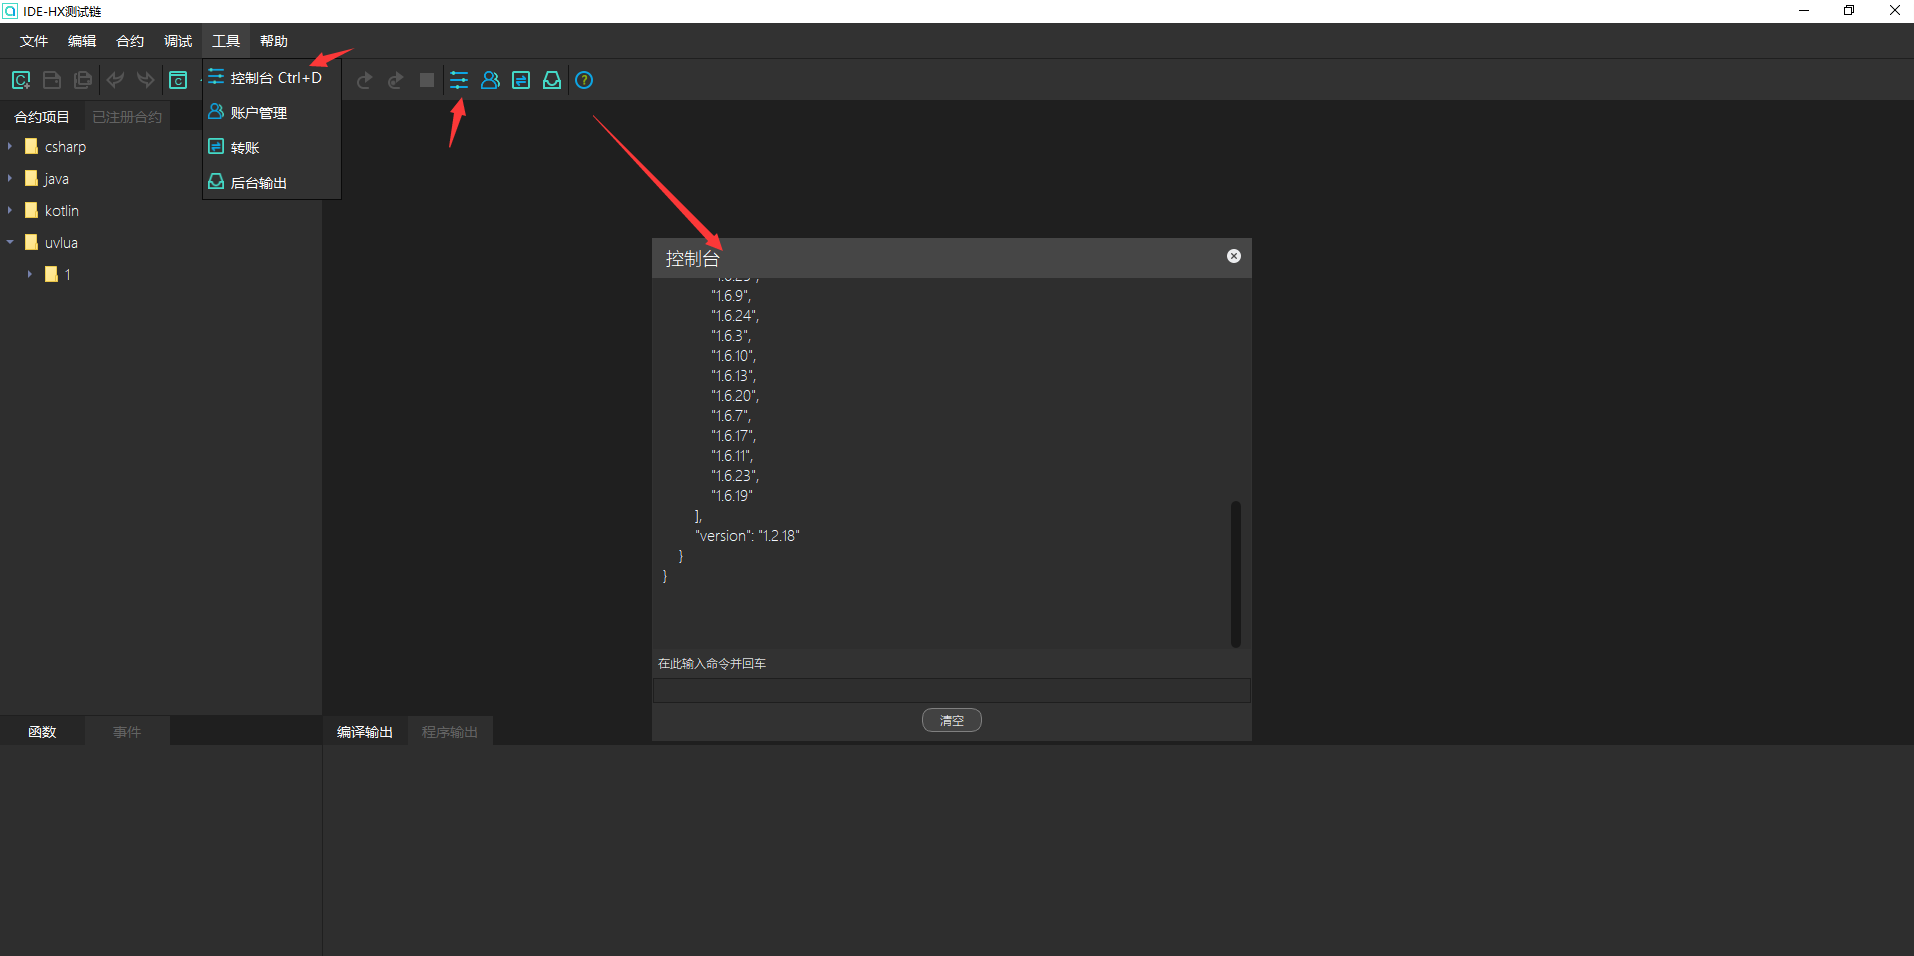 IDE-HX测试链
文件 编辑 合约 调试 工具 帮助
控制台 Ctrl+D
账户管理
转账
后台输出
合约项目 已注册合约
csharp
java
kotlin
uvlua
1
控制台
"1.6.9",
"1.6.24",
"1.6.3",
"1.6.10",
"1.6.13",
"1.6.20",
"1.6.7",
"1.6.17",
"1.6.11",
"1.6.23",
"1.6.19"
],
"version": "1.2.18"
}
}
在此输入命令并回车
清空
函数 事件
编译输出 程序输出